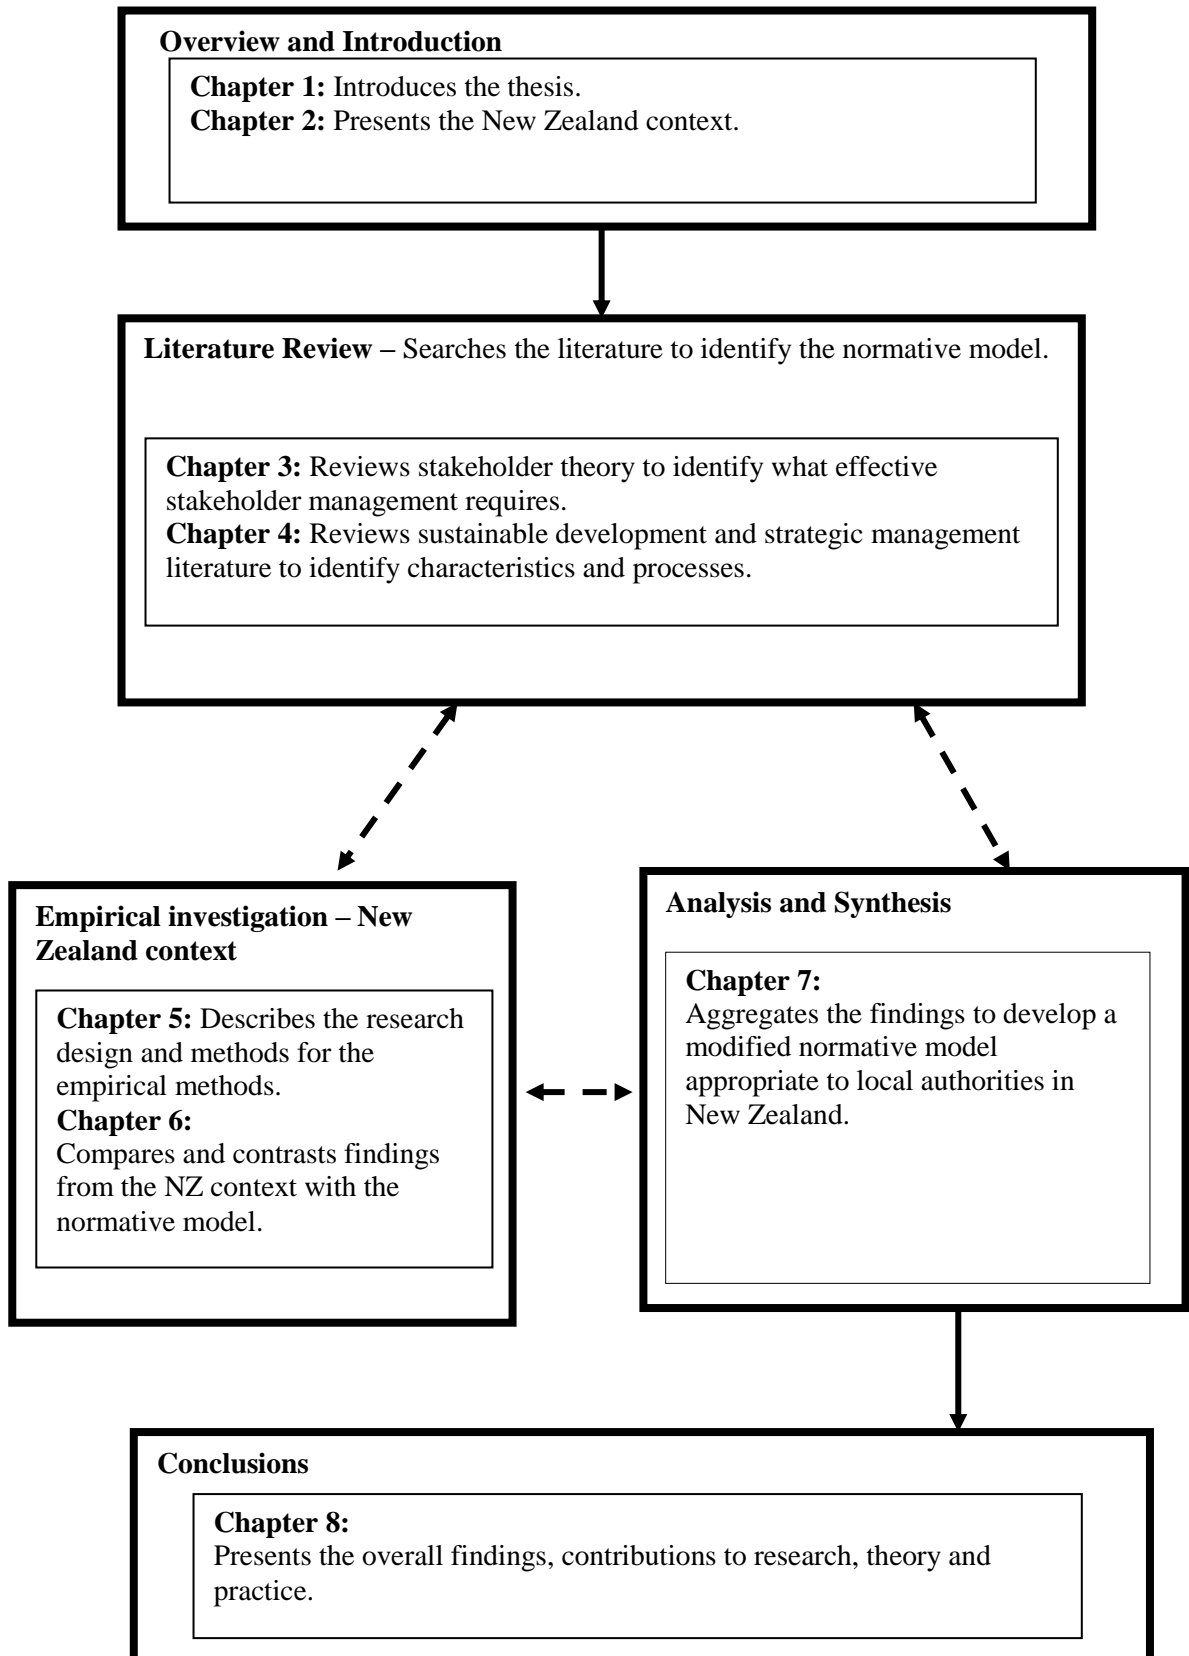 Overview and Introduction
Chapter 1: Introduces the thesis.
Chapter 2: Presents the New Zealand context.
Literature Review – Searches the literature to identify the normative model.
Chapter 3: Reviews stakeholder theory to identify what effective
stakeholder management requires.
Chapter 4: Reviews sustainable development and strategic management
literature to identify characteristics and processes.
Empirical investigation – New
Zealand context
Chapter 5: Describes the research
design and methods for the
empirical methods.
Chapter 6:
Compares and contrasts findings
from the NZ context with the
normative model.
Analysis and Synthesis
Chapter 7:
Aggregates the findings to develop a
modified normative model
appropriate to local authorities in
New Zealand.
Conclusions
Chapter 8:
Presents the overall findings, contributions to research, theory and
practice.